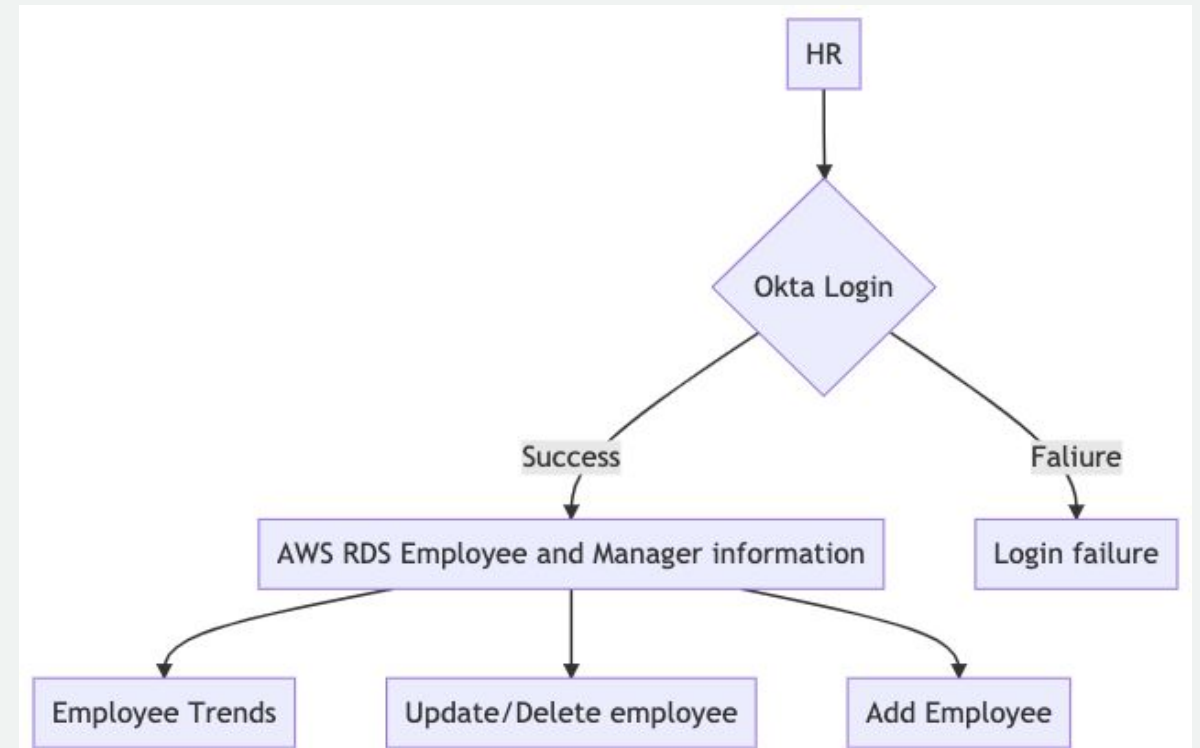 HR
Okta Login
Success
Faliure
AWS RDS Employee and Manager information
Login failure
Employee Trends
Update/Delete employee
Add Employee